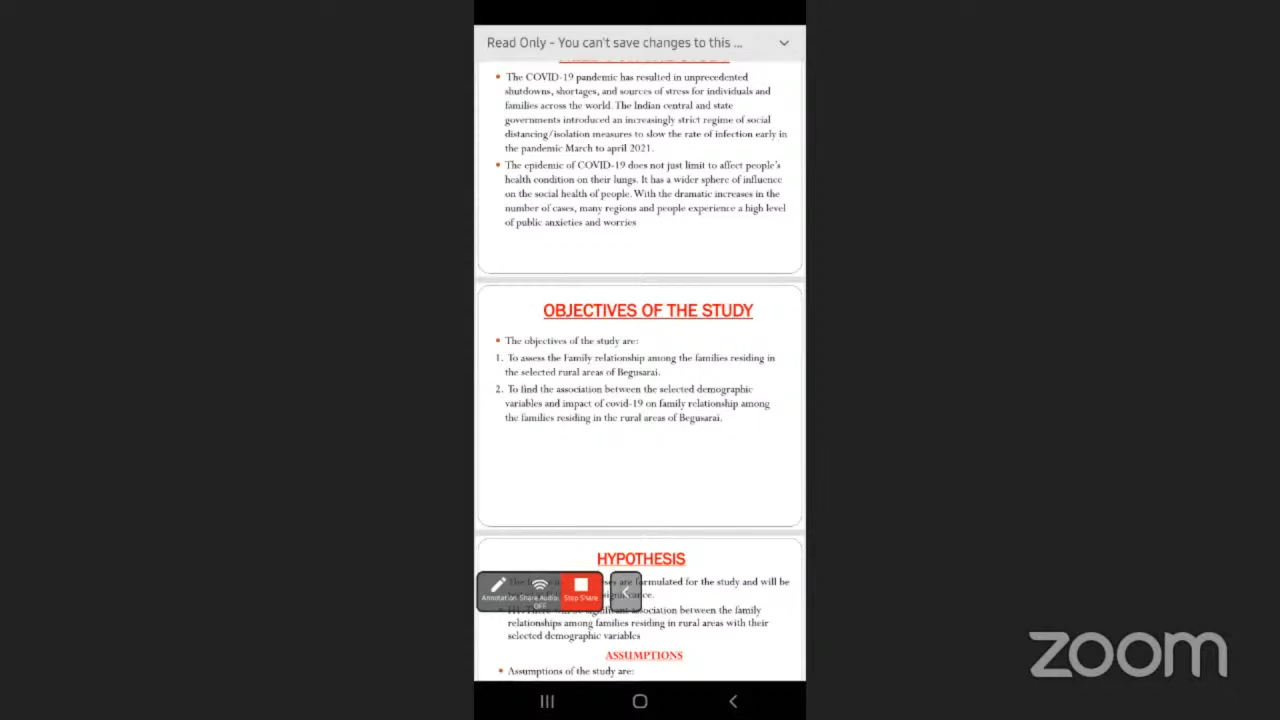 Read Only - You can't save changes to this ...
• The COVID-19 pandemic has resulted in unprecedented
shutdowns, shortages, and sources of stress for individuals and
families across the world. The Indian central and state
governments introduced an increasingly strict regime of social
distancing/isolation measures to slow the rate of infection early in
the pandemic March to april 2021.
• The epidemic of COVID-19 does not just limit to affect people's
health condition on their lungs. It has a wider sphere of influence
on the social health of people. With the dramatic increases in the
number of cases, many regions and people experience a high level
of public anxieties and worries
OBJECTIVES OF THE STUDY
• The objectives of the study are:
1. To assess the Family relationship among the families residing in
the selected rural areas of Begusarai.
2. To find the association between the selected demographic
variables and impact of covid-19 on family relationship among
the families residing in the rural areas of Begusarai.
HYPOTHESIS
are formulated for the study and will be
association between the family
relationships among families residing in rural areas with their
selected demographic variables
ASSUMPTIONS
• Assumptions of the study are:
Annotation
Share Audio
OFF
Stop Share
zoom